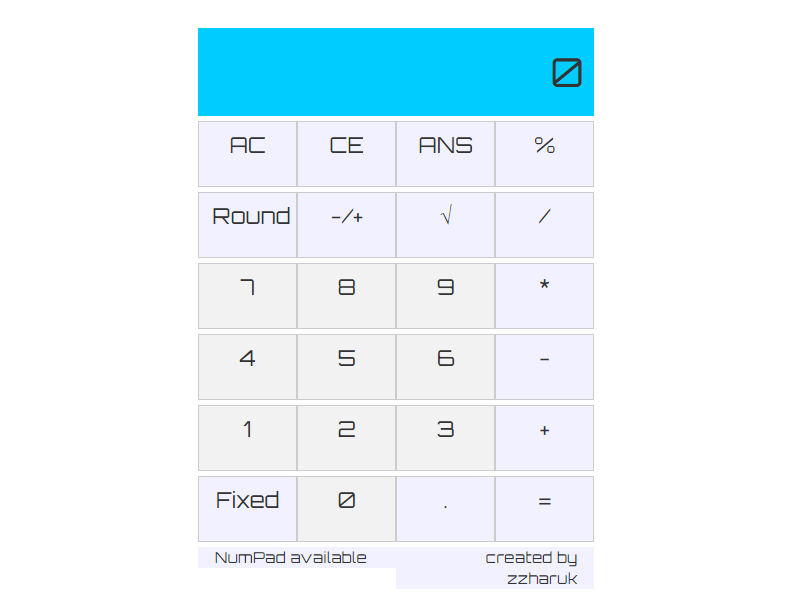 0
AC CE ANS %
Round -/+ √ /
7 8 9 *
4 5 6 -
1 2 3 +
Fixed 0 . =
NumPad available created by
zzharuk